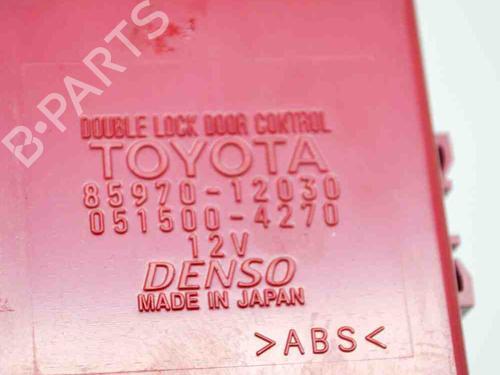 B-PARTS
DOUBLE LOCK DOOR CONTROL
TOYOTA
85970-12030
051500-4270
12V
DENSO
MADE IN JAPAN
>ABS<